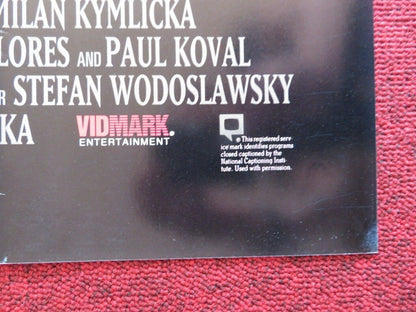 MILAN KYMLICKA
LORES AND PAUL KOVAL
R STEFAN WODOSLAWSKY
KA
VIDMARK.
ENTERTAINMENT
® This registered serv-
ice mark identifies programs
closed captioned by the
National Captioning Insti-
tute. Used with permission.